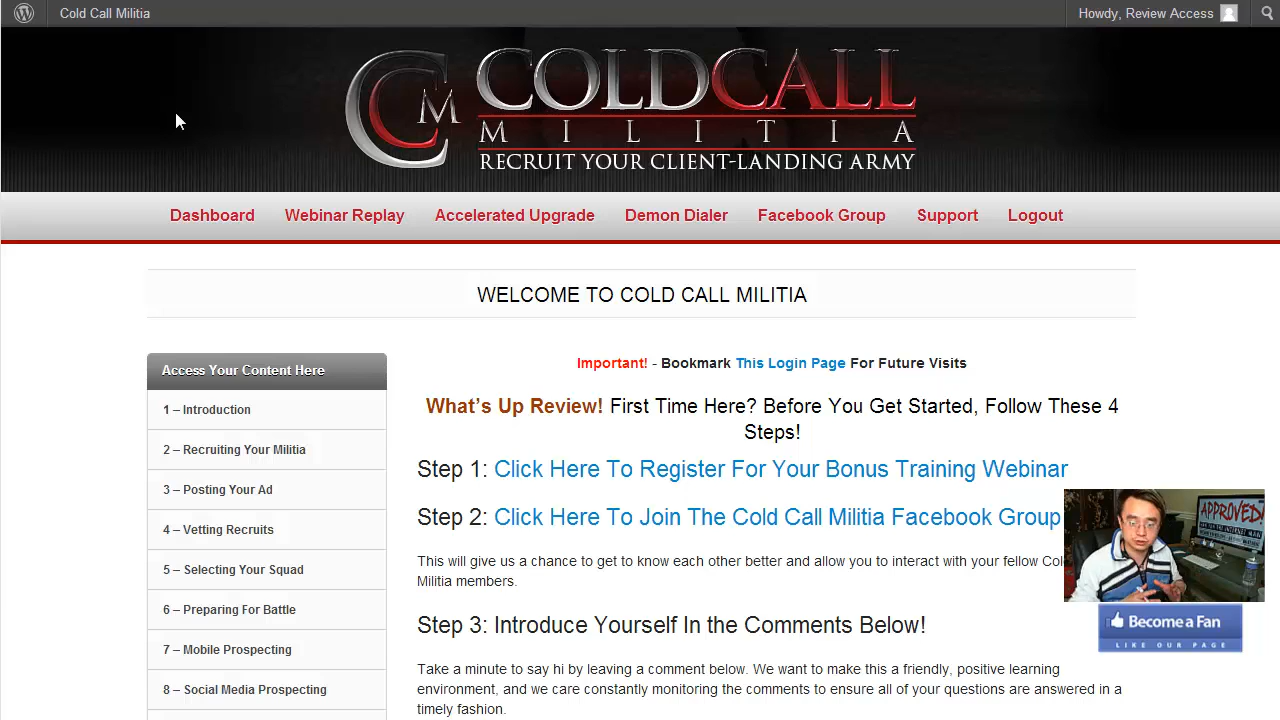 Cold Call Militia
Howdy, Review Access
CCM
COLDCALL
MILITIA
RECRUIT YOUR CLIENT-LANDING ARMY
Dashboard Webinar Replay Accelerated Upgrade Demon Dialer Facebook Group Support Logout
WELCOME TO COLD CALL MILITIA
Access Your Content Here
1 – Introduction
2 – Recruiting Your Militia
3 – Posting Your Ad
4 – Vetting Recruits
5 – Selecting Your Squad
6 – Preparing For Battle
7 – Mobile Prospecting
8 – Social Media Prospecting
Important! - Bookmark This Login Page For Future Visits
What's Up Review! First Time Here? Before You Get Started, Follow These 4
Steps!
Step 1: Click Here To Register For Your Bonus Training Webinar
Step 2: Click Here To Join The Cold Call Militia Facebook Group
This will give us a chance to get to know each other better and allow you to interact with your fellow
Militia members.
Step 3: Introduce Yourself In the Comments Below!
Take a minute to say hi by leaving a comment below. We want to make this a friendly, positive learning
environment, and we care constantly monitoring the comments to ensure all of your questions are answered in a
timely fashion.
APPROVED!
Become a Fan
LIKE OUR PAGE